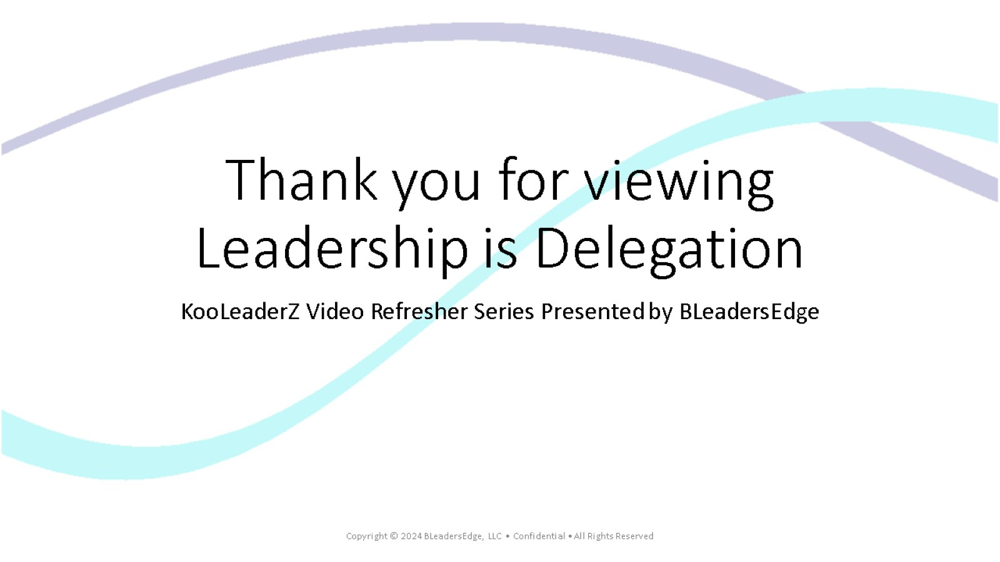 Thank you for viewing
Leadership is Delegation
KooLeaderZ Video Refresher Series Presented by BLeadersEdge
Copyright © 2024 BLeadersEdge, LLC • Confidential • All Rights Reserved